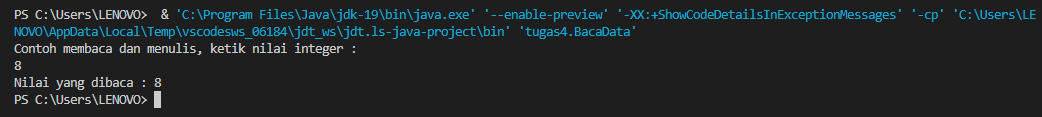 PS C:\Users\LENOVO>  & 'C:\Program Files\Java\jdk-19\bin\java.exe' '--enable-preview' '-XX:+ShowCodeDetailsInExceptionMessages' '-cp' 'C:\Users\LE
NOVO\AppData\Local\Temp\vscodesws_06184\jdt_ws\jdt.ls-java-project\bin' 'tugas4.BacaData'
Contoh membaca dan menulis, ketik nilai integer :
8
Nilai yang dibaca : 8
PS C:\Users\LENOVO>